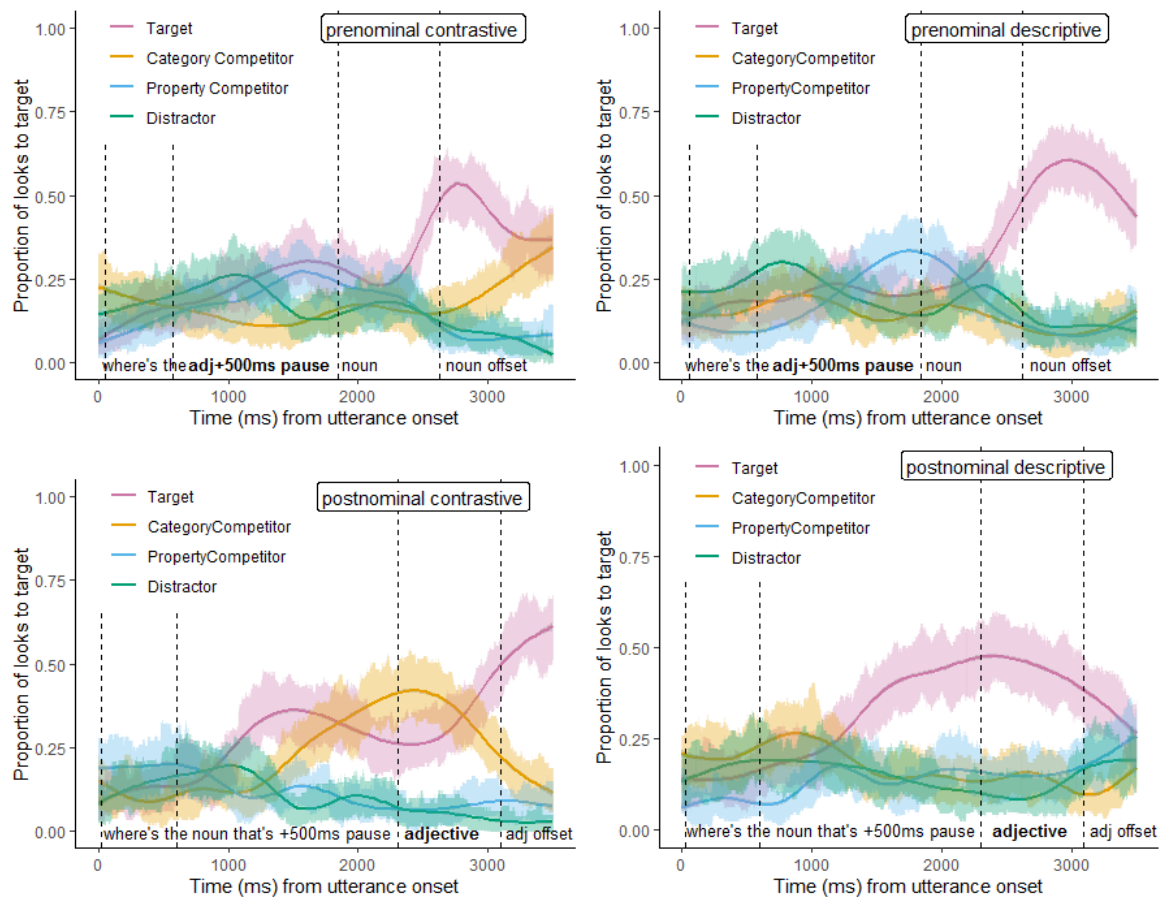 prenominal contrastive
Target
Category Competitor
Property Competitor
Distractor
1.00
0.75
0.50
0.25
0.00
Proportion of looks to target
where's the adj+500ms pause noun noun offset
0 1000 2000 3000
Time (ms) from utterance onset
prenominal descriptive
Target
CategoryCompetitor
PropertyCompetitor
Distractor
1.00
0.75
0.50
0.25
0.00
Proportion of looks to target
where's the adj+500ms pause noun noun offset
0 1000 2000 3000
Time (ms) from utterance onset
postnominal contrastive
Target
CategoryCompetitor
PropertyCompetitor
Distractor
1.00
0.75
0.50
0.25
0.00
Proportion of looks to target
where's the noun that's +500ms pause adjective adj offset
0 1000 2000 3000
Time (ms) from utterance onset
postnominal descriptive
Target
CategoryCompetitor
PropertyCompetitor
Distractor
1.00
0.75
0.50
0.25
0.00
Proportion of looks to target
where's the noun that's +500ms pause adjective adj offset
0 1000 2000 3000
Time (ms) from utterance onset